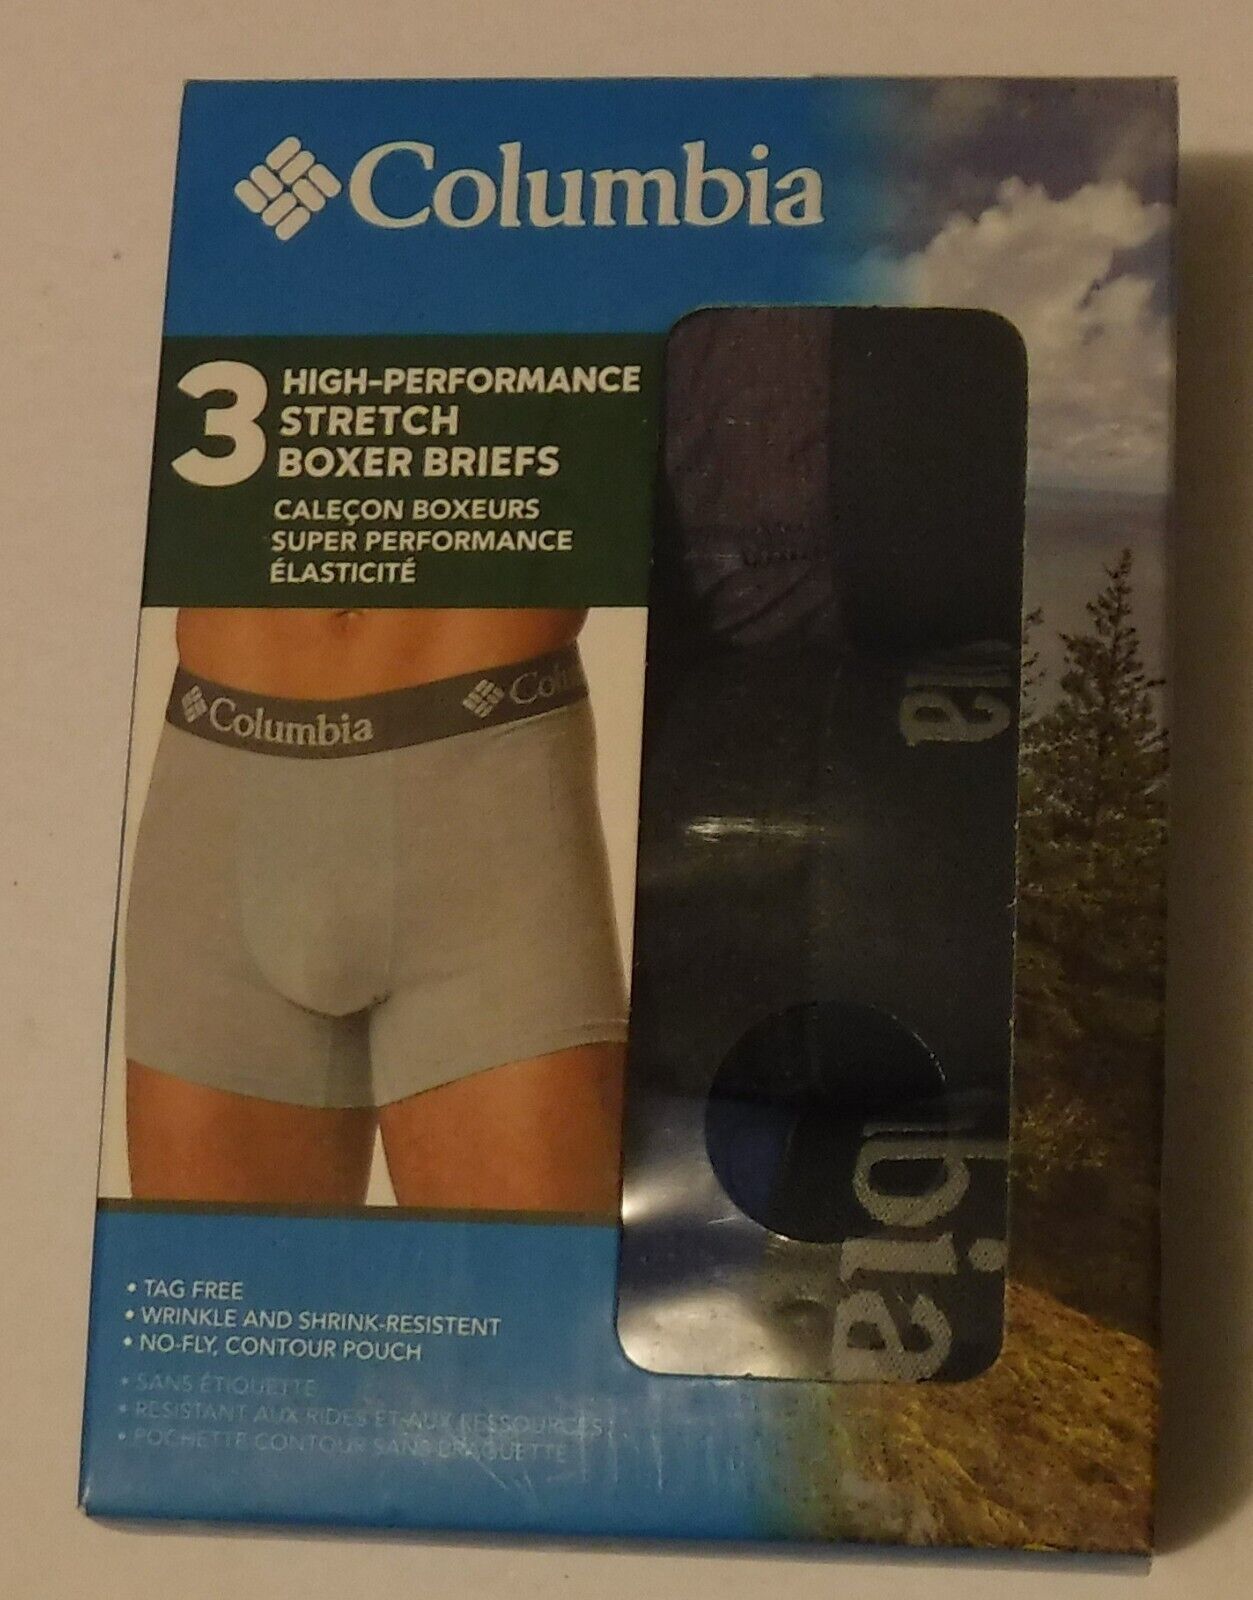 Columbia
3 HIGH-PERFORMANCE
STRETCH
BOXER BRIEFS
CALEÇON BOXEURS
SUPER PERFORMANCE
ÉLASTICITÉ
Columbia
Colu
ia
bia
• TAG FREE
• WRINKLE AND SHRINK-RESISTENT
• NO-FLY, CONTOUR POUCH
• SANS ÉTIQUETTE
• RESISTANT AUX RIDES ET AUX RESSOURCES
• POCHETTE CONTOUR SANS BRAGUETTE